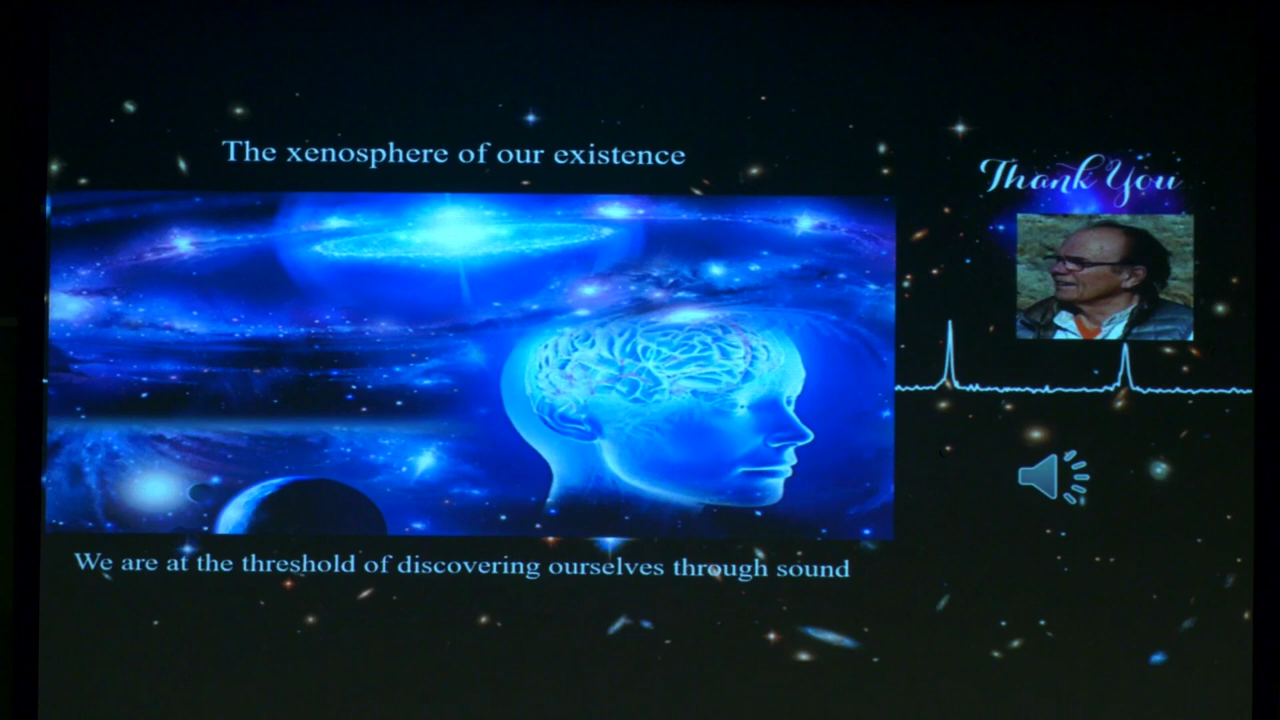 The xenosphere of our existence
Thank You
We are at the threshold of discovering ourselves through sound